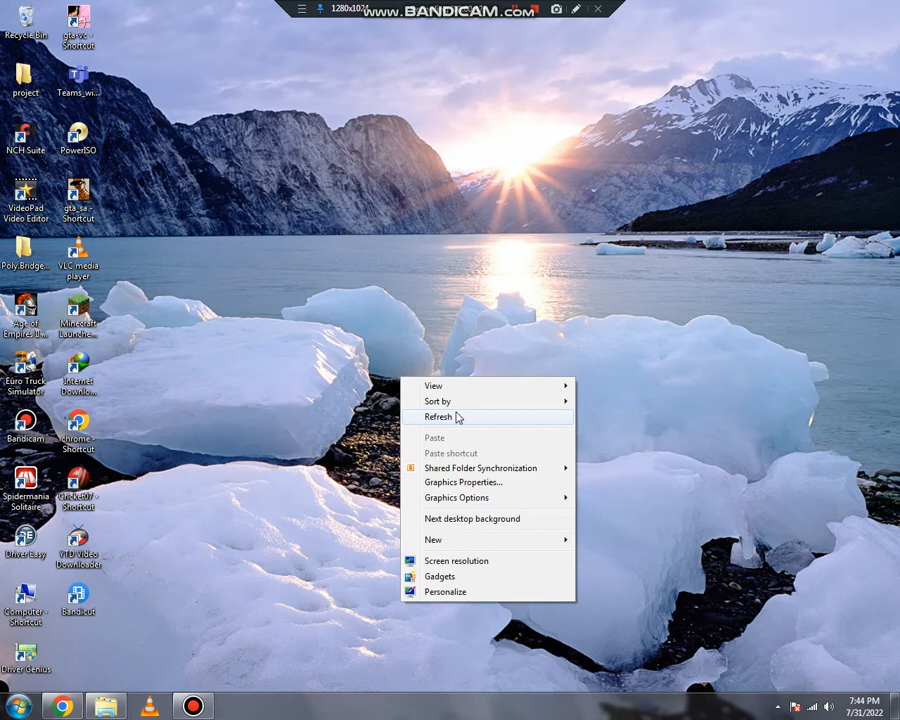 1280x1024
www.BANDICAM.com
Recycle Bin
gta-vc -
Shortcut
project
Teams_wi...
NCH Suite
PowerISO
VideoPad
Video Editor
gta_sa -
Shortcut
Poly.Bridge...
VLC media
player
Age of
Empires II...
Minecraft
Launche...
Euro Truck
Simulator
Internet
Downlo...
Bandicam
chrome -
Shortcut
Spidermania
Solitaire
Cricket07 -
Shortcut
Driver Easy
YTD Video
Downloader
Computer -
Shortcut
Bandicut
Driver Genius
View
Sort by
Refresh
Paste
Paste shortcut
Shared Folder Synchronization
Graphics Properties...
Graphics Options
Next desktop background
New
Screen resolution
Gadgets
Personalize
7:44 PM
7/31/2022